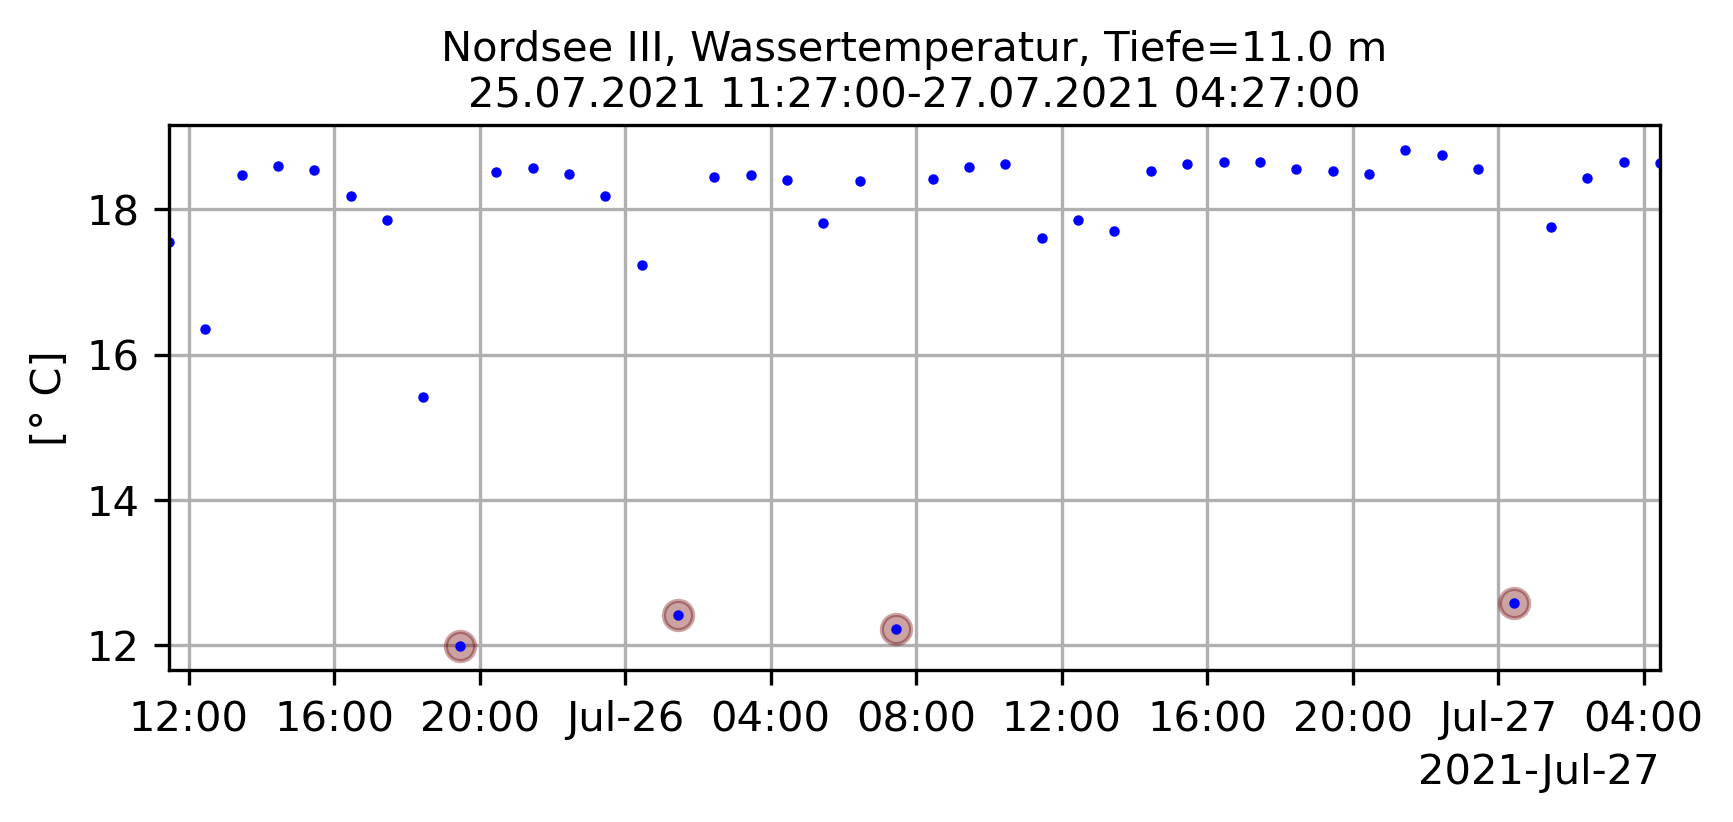 Nordsee III, Wassertemperatur, Tiefe=11.0 m
25.07.2021 11:27:00-27.07.2021 04:27:00
[° C]
18
16
14
12
12:00 16:00 20:00 Jul-26 04:00 08:00 12:00 16:00 20:00 Jul-27 04:00
2021-Jul-27